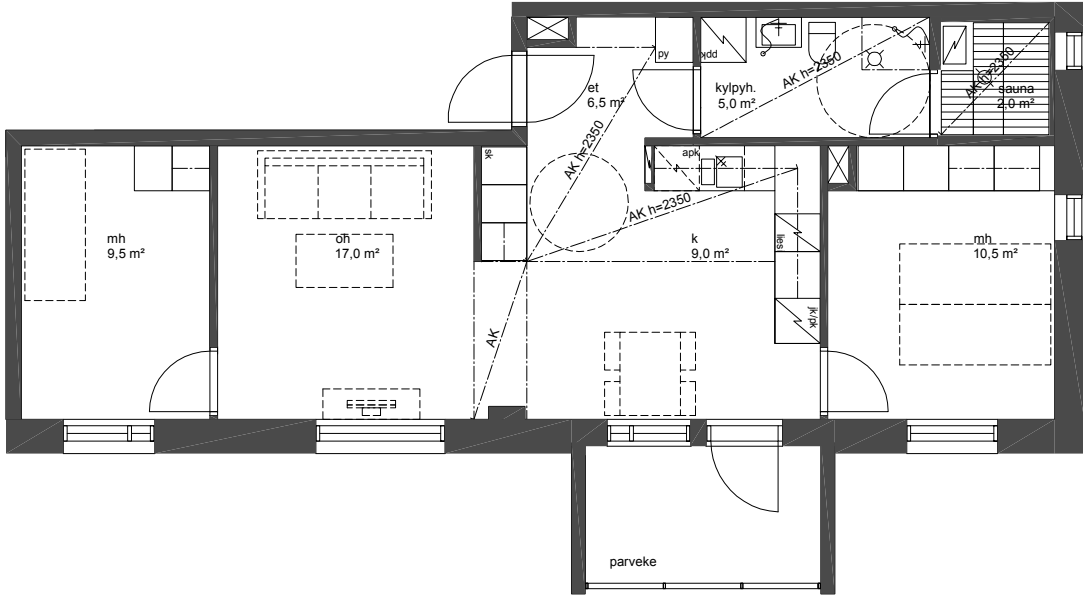 py
ppk
et
6,5 m²
kylpyh.
5,0 m²
AK h=2350
sauna
2,0 m²
AK h=2350
AK h=2350
sk
apk
AK h=2350
mh
9,5 m²
oh
17,0 m²
k
9,0 m²
lies
mh
10,5 m²
jk/pk
AK
parveke